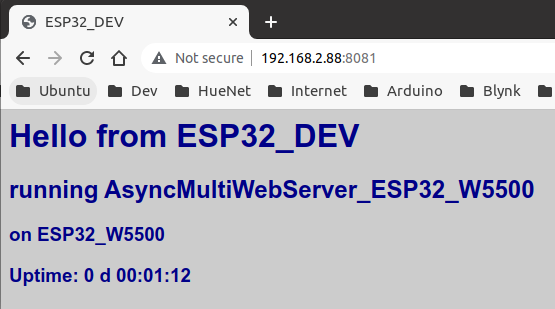 ESP32_DEV
Not secure | 192.168.2.88:8081
Ubuntu Dev HueNet Internet Arduino Blynk
Hello from ESP32_DEV
running AsyncMultiWebServer_ESP32_W5500
on ESP32_W5500
Uptime: 0 d 00:01:12